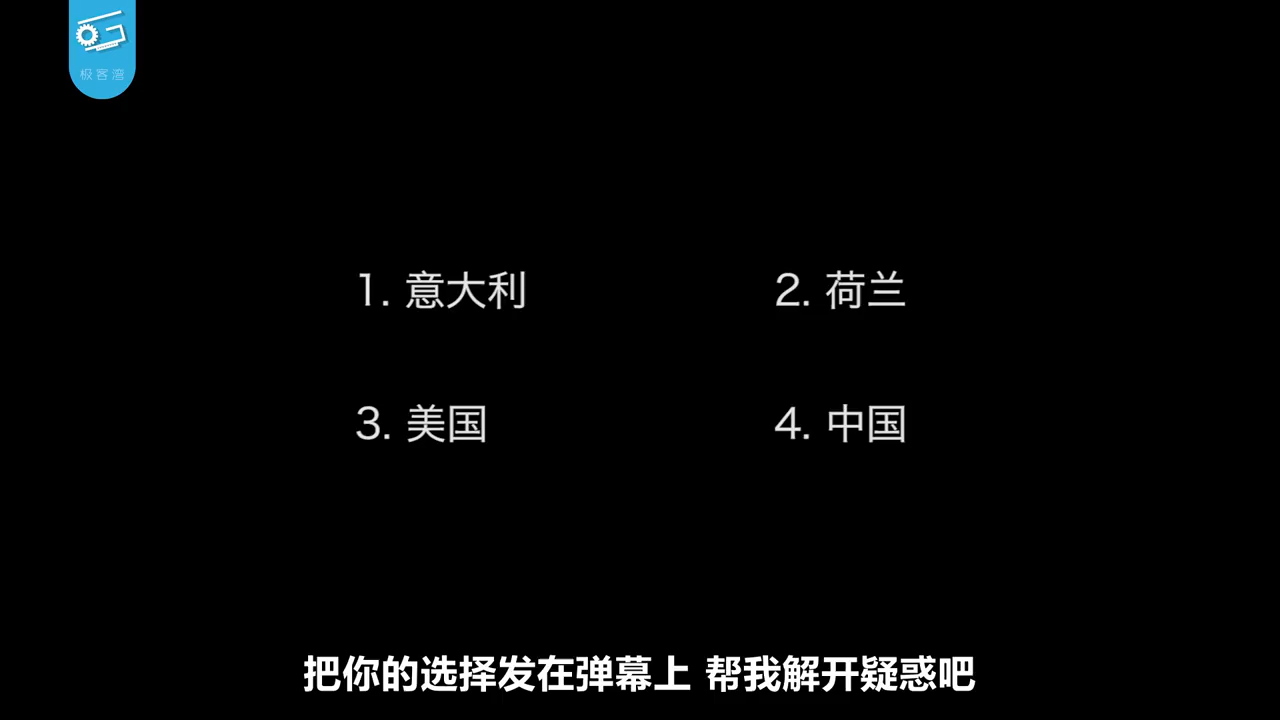 极客湾
1. 意大利
2. 荷兰
3. 美国
4. 中国
把你的选择发在弹幕上 帮我解开疑惑吧